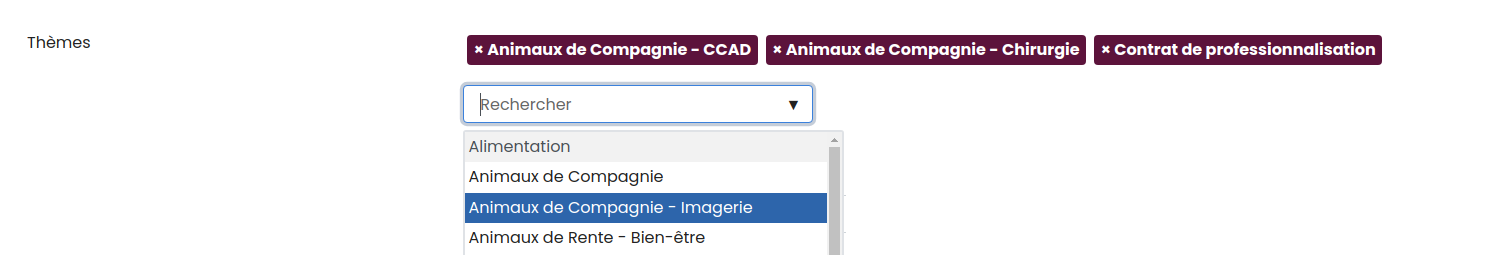 Thèmes
× Animaux de Compagnie - CCAD × Animaux de Compagnie - Chirurgie × Contrat de professionnalisation
Rechercher ▼
Alimentation
Animaux de Compagnie
Animaux de Compagnie - Imagerie
Animaux de Rente - Bien-être